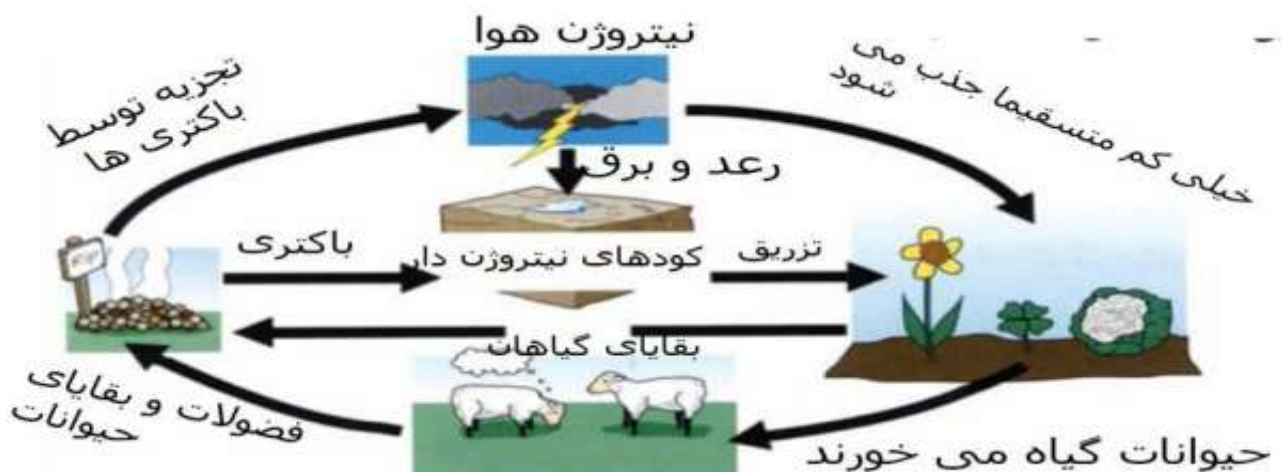 نیتروژن هوا
تجزیه توسط
باکتری ها
خیلی کم متسقیما جذب می
شود
رعد و برق
باکتری
کودهای نیتروژن دار
تزریق
بقایای گیاهان
فضولات و بقایای
حیوانات
حیوانات گیاه می خورند